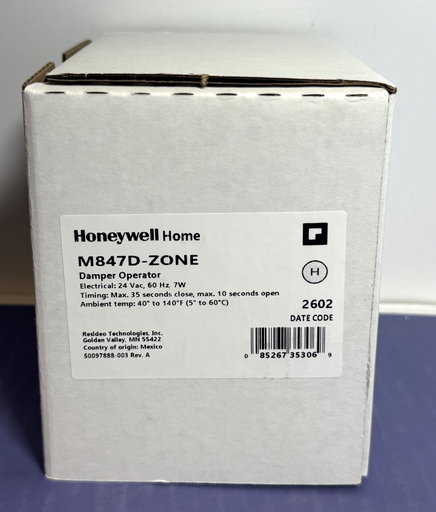 Honeywell Home
M847D-ZONE
Damper Operator
Electrical: 24 Vac, 60 Hz, 7W
Timing: Max. 35 seconds close, max. 10 seconds open
Ambient temp: 40° to 140°F (5° to 60°C)
H
2602
DATE CODE
Resideo Technologies, Inc.
Golden Valley, MN 55422
Country of origin: Mexico
50097888-003 Rev. A
0 85267 35306 9